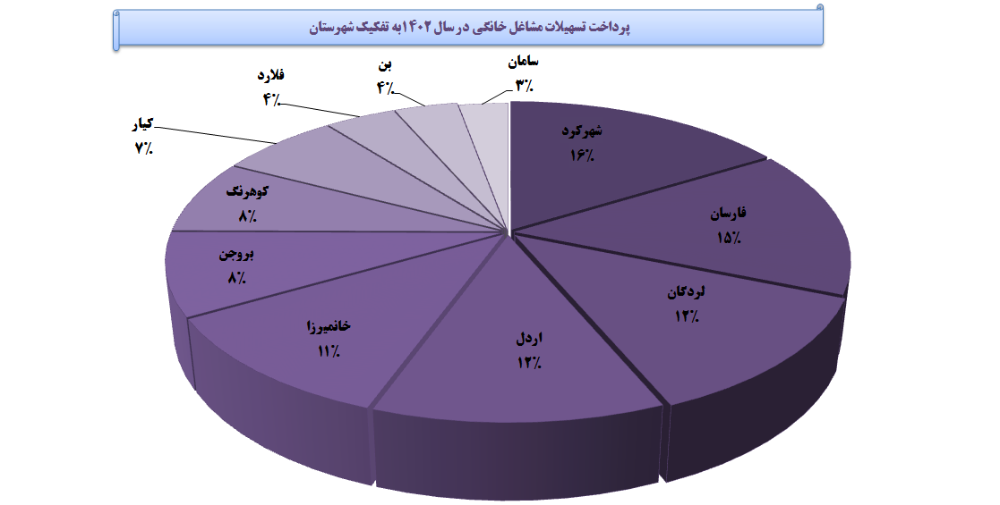 پرداخت تسهیلات مشاغل خانگی در سال ۱۴۰۲به تفکیک شهرستان
شهرکرد
۱۶%
فارسان
۱۵%
لردگان
۱۲%
اردل
۱۲%
خانمیرزا
۱۱%
بروجن
۸%
کوهرنگ
۸%
کیار
۷%
فلارد
۴%
بن
۴%
سامان
۳%